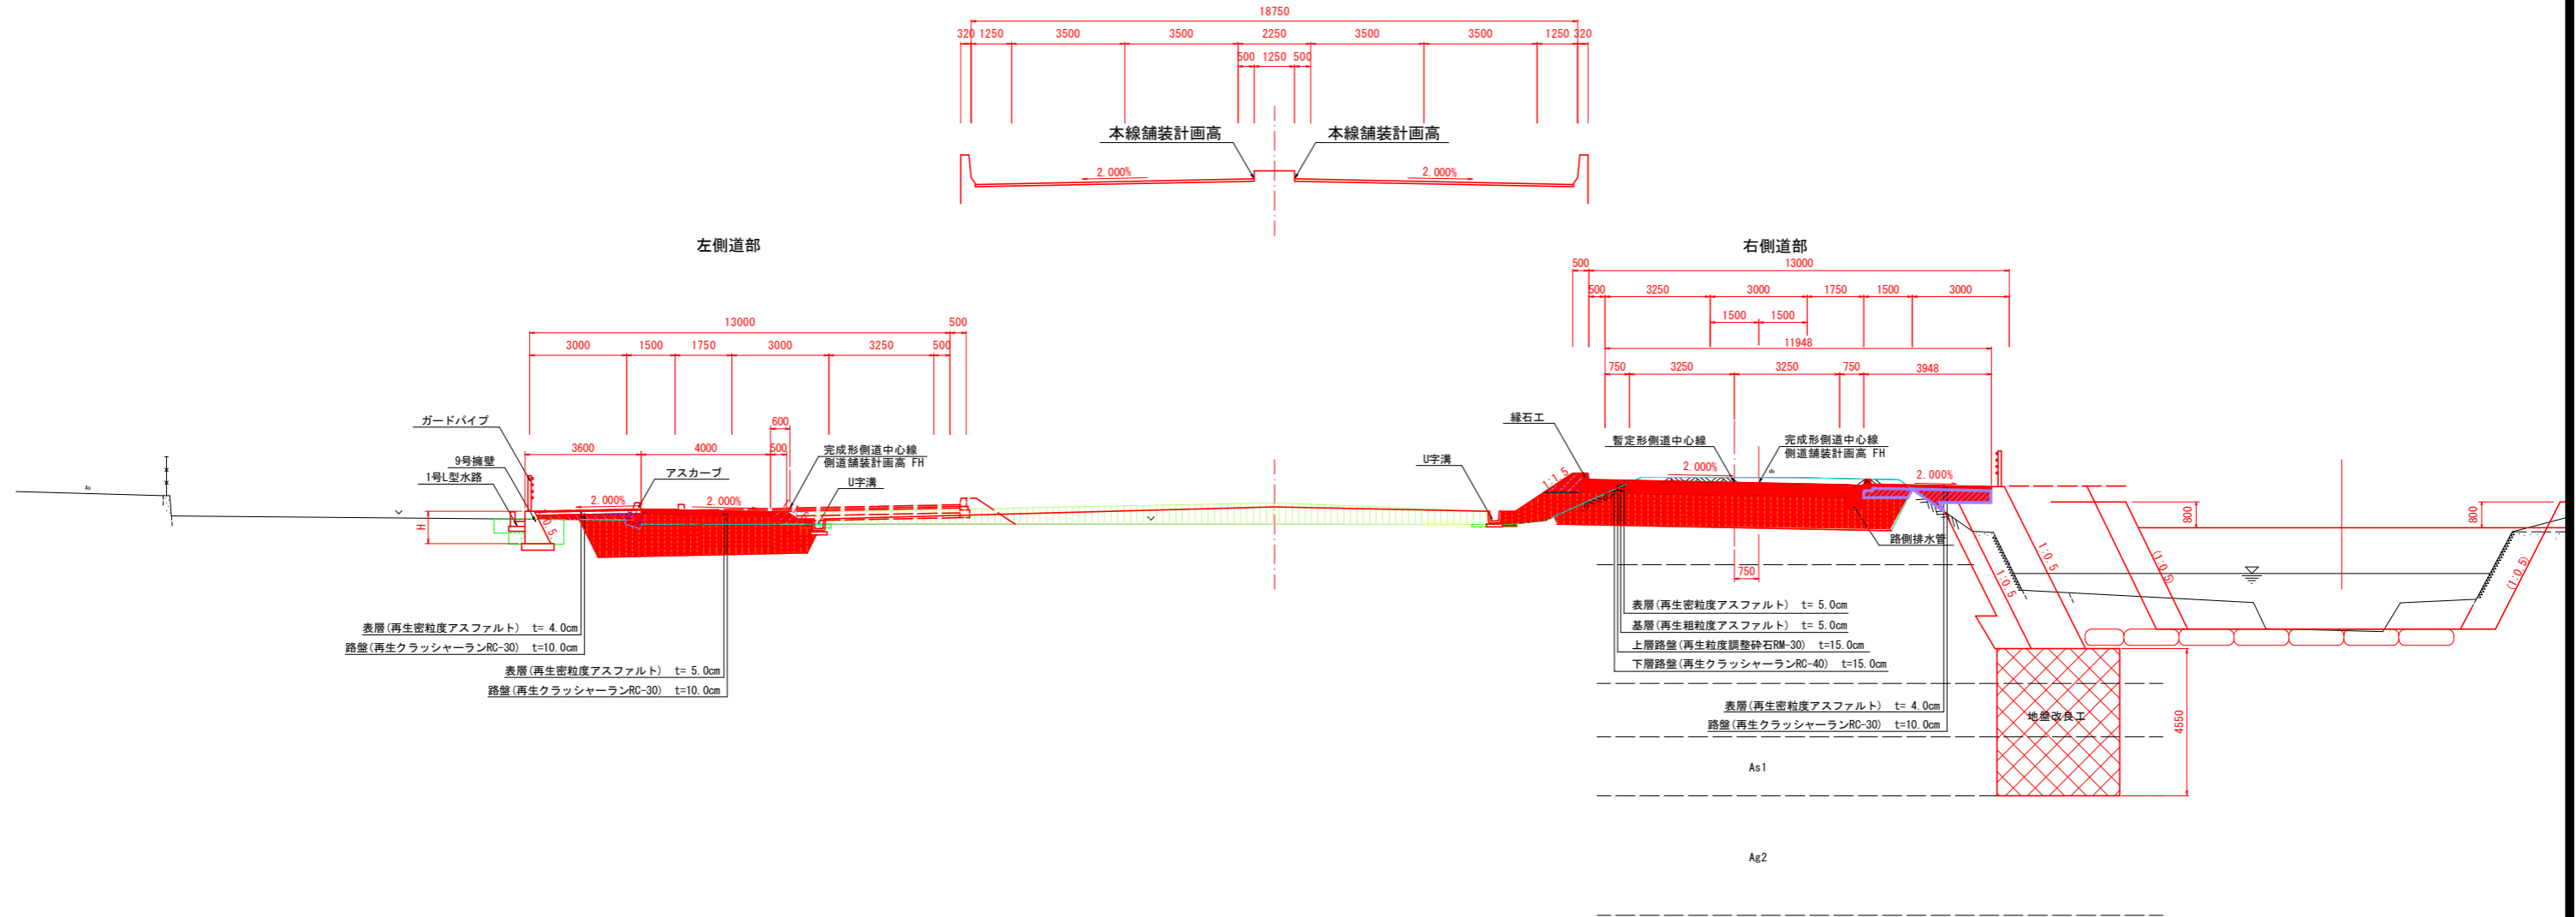 18750
320 1250 3500 3500 2250 3500 3500 1250 320
500 1250 500
本線舗装計画高 本線舗装計画高
2.000% 2.000%
左側道部 右側道部
500 13000
500 3250 3000 1750 1500 3000
1500 1500
13000 500
11948
3000 1500 1750 3000 3250 500
750 3250 3250 750 3948
ガードパイプ
600
縁石工
3600 4000 500
完成形側道中心線
側道舗装計画高 FH
暫定形側道中心線
完成形側道中心線
側道舗装計画高 FH
9号擁壁
1号L型水路
アスカーブ
U字溝
U字溝
1:1.5
2.000%
2.000%
As
2.000% 2.000%
H
路側排水管
800
800
750
1:0.5
1:0.5
(1:0.5)
(1:0.5)
表層(再生密粒度アスファルト) t= 4.0cm
路盤(再生クラッシャーランRC-30) t=10.0cm
表層(再生密粒度アスファルト) t= 5.0cm
路盤(再生クラッシャーランRC-30) t=10.0cm
表層(再生密粒度アスファルト) t= 5.0cm
基層(再生粗粒度アスファルト) t= 5.0cm
上層路盤(再生粒度調整砕石RM-30) t=15.0cm
下層路盤(再生クラッシャーランRC-40) t=15.0cm
表層(再生密粒度アスファルト) t= 4.0cm
路盤(再生クラッシャーランRC-30) t=10.0cm
地盤改良工
4550
As1
Ag2